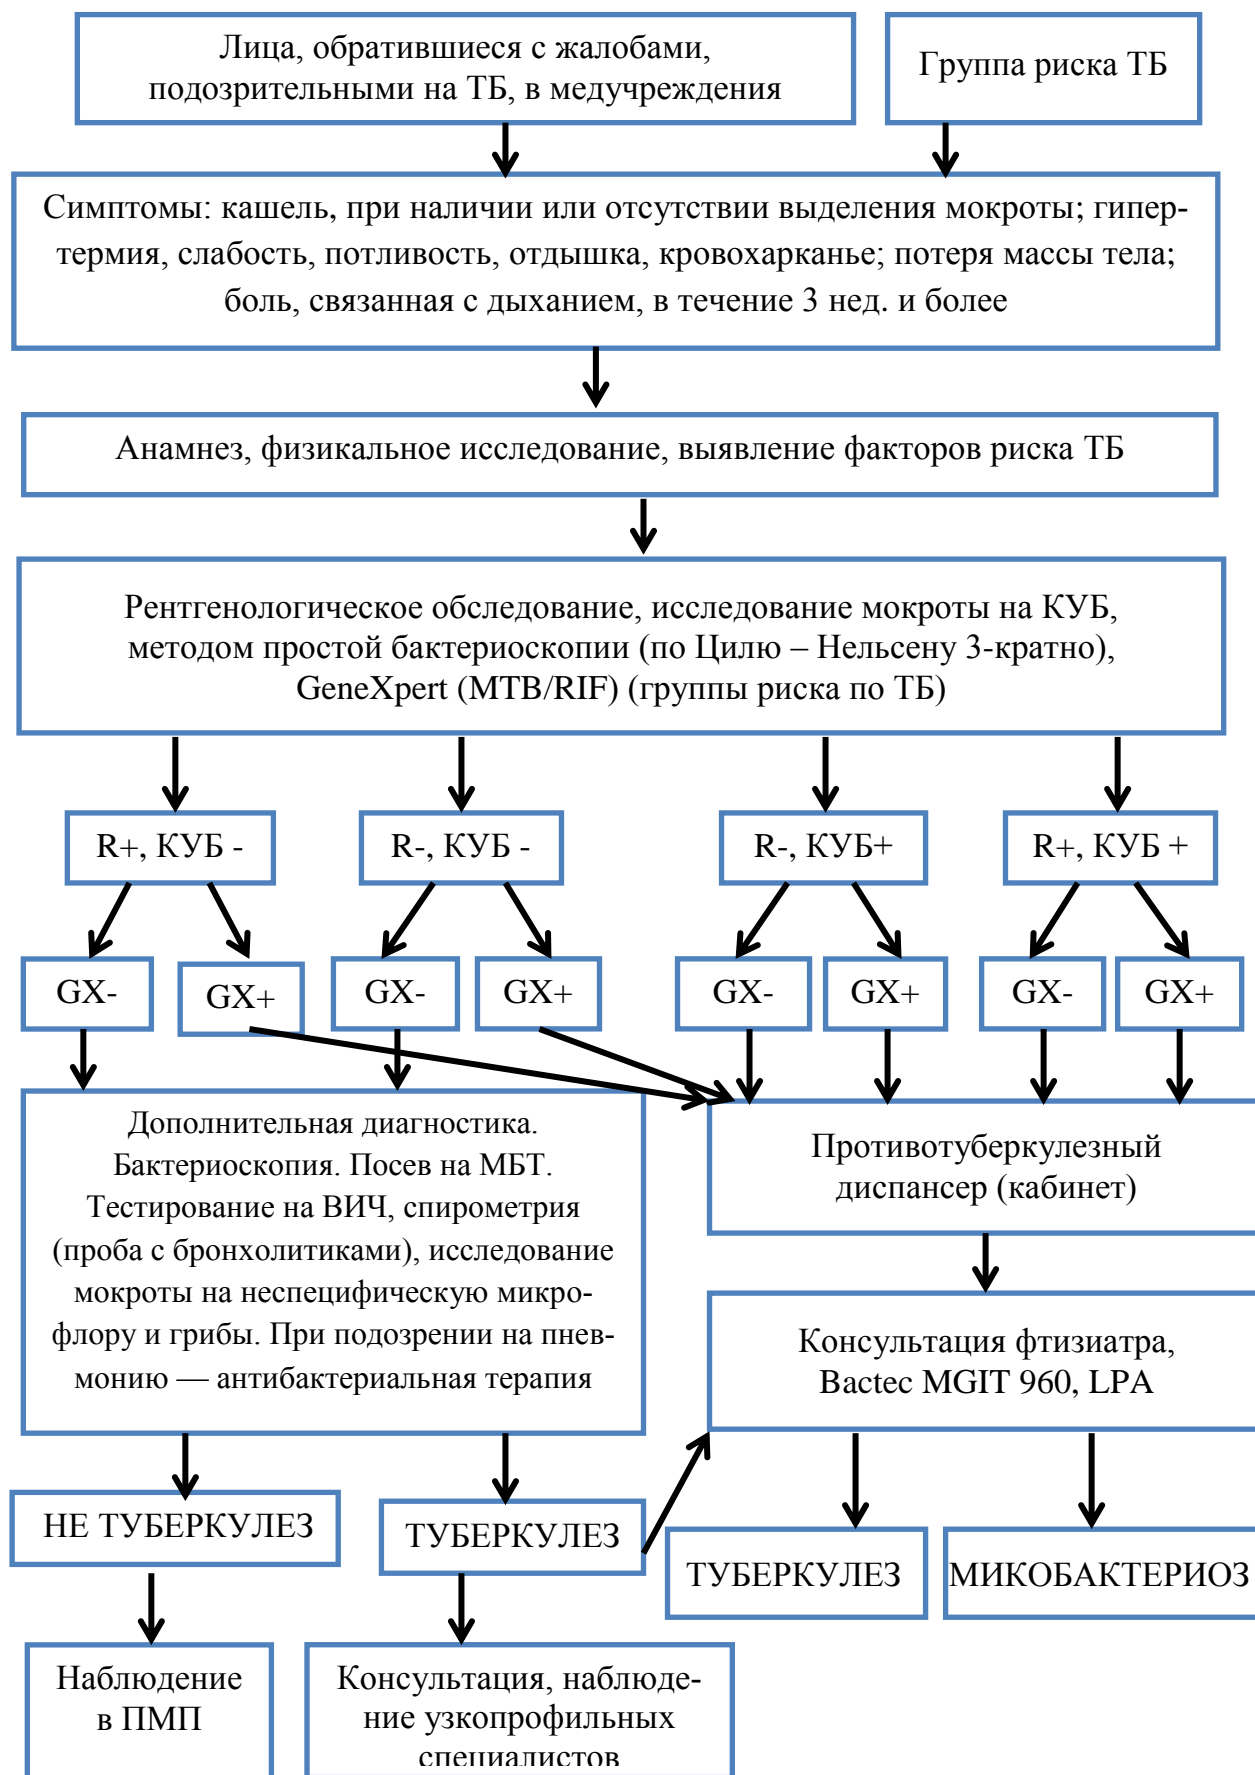 Лица, обратившиеся с жалобами,
подозрительными на ТБ, в медучреждения
Группа риска ТБ
Симптомы: кашель, при наличии или отсутствии выделения мокроты; гипер-
термия, слабость, потливость, отдышка, кровохарканье; потеря массы тела;
боль, связанная с дыханием, в течение 3 нед. и более
Анамнез, физикальное исследование, выявление факторов риска ТБ
Рентгенологическое обследование, исследование мокроты на КУБ,
методом простой бактериоскопии (по Цилю – Нельсену 3-кратно),
GeneXpert (MTB/RIF) (группы риска по ТБ)
R+, КУБ -
R-, КУБ -
R-, КУБ+
R+, КУБ +
GX-
GX+
GX-
GX+
GX-
GX+
GX-
GX+
Дополнительная диагностика.
Бактериоскопия. Посев на МБТ.
Тестирование на ВИЧ, спирометрия
(проба с бронхолитиками), исследование
мокроты на неспецифическую микро-
флору и грибы. При подозрении на пнев-
монию — антибактериальная терапия
Противотуберкулезный
диспансер (кабинет)
Консультация фтизиатра,
Bactec MGIT 960, LPA
НЕ ТУБЕРКУЛЕЗ
ТУБЕРКУЛЕЗ
ТУБЕРКУЛЕЗ
МИКОБАКТЕРИОЗ
Наблюдение
в ПМП
Консультация, наблюде-
ние узкопрофильных
специалистов